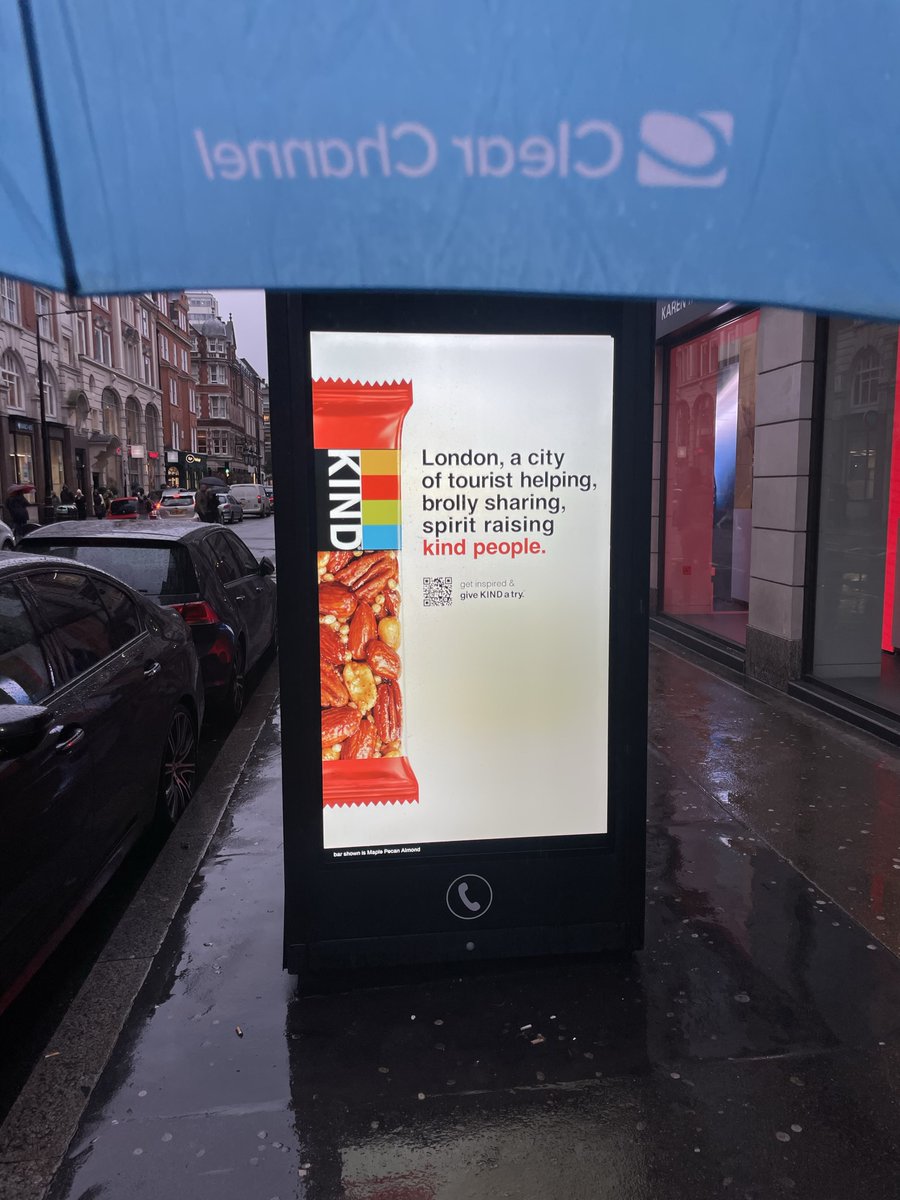 Clear Channel
KAREN
KIND
London, a city
of tourist helping,
brolly sharing,
spirit raising
kind people.
get inspired &
give KIND a try.
bar shown is Maple Pecan Almond